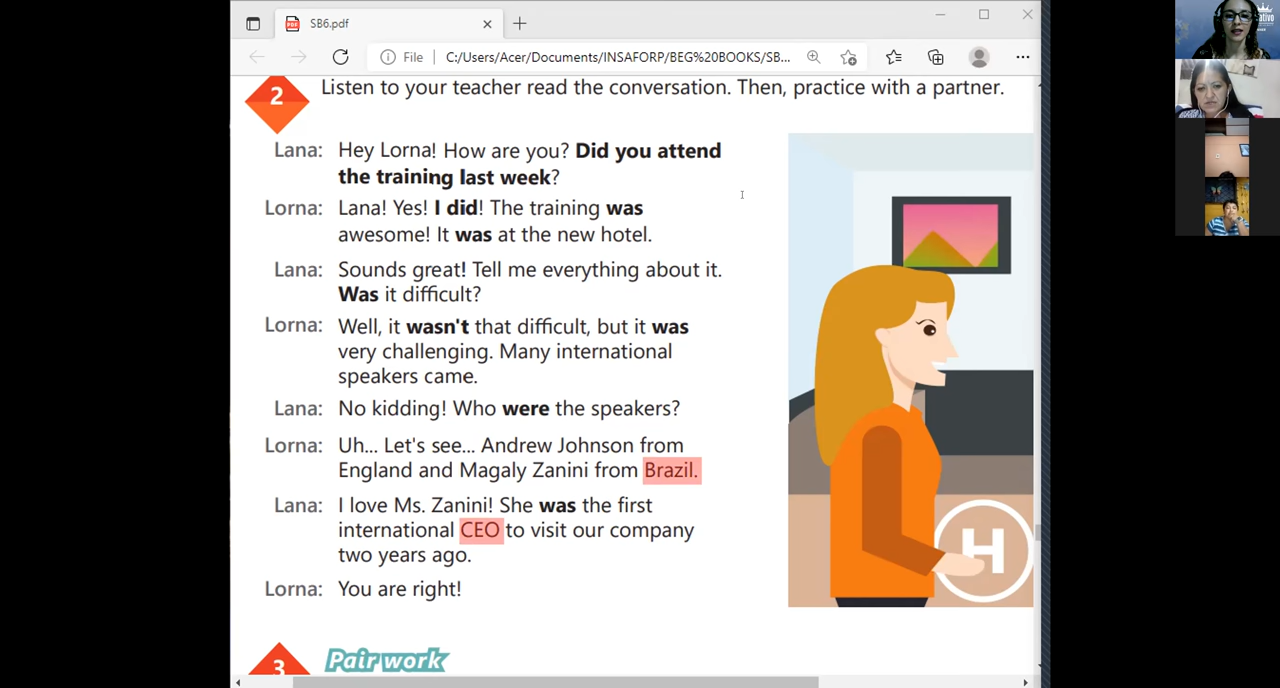 SB6.pdf
File
C:/Users/Acer/Documents/INSAFORP/BEG%20BOOKS/SB...
2
Listen to your teacher read the conversation. Then, practice with a partner.
Lana: Hey Lorna! How are you? Did you attend
the training last week?
Lorna: Lana! Yes! I did! The training was
awesome! It was at the new hotel.
Lana: Sounds great! Tell me everything about it.
Was it difficult?
Lorna: Well, it wasn't that difficult, but it was
very challenging. Many international
speakers came.
Lana: No kidding! Who were the speakers?
Lorna: Uh... Let's see... Andrew Johnson from
England and Magaly Zanini from Brazil.
Lana: I love Ms. Zanini! She was the first
international CEO to visit our company
two years ago.
Lorna: You are right!
H
3
Pair work